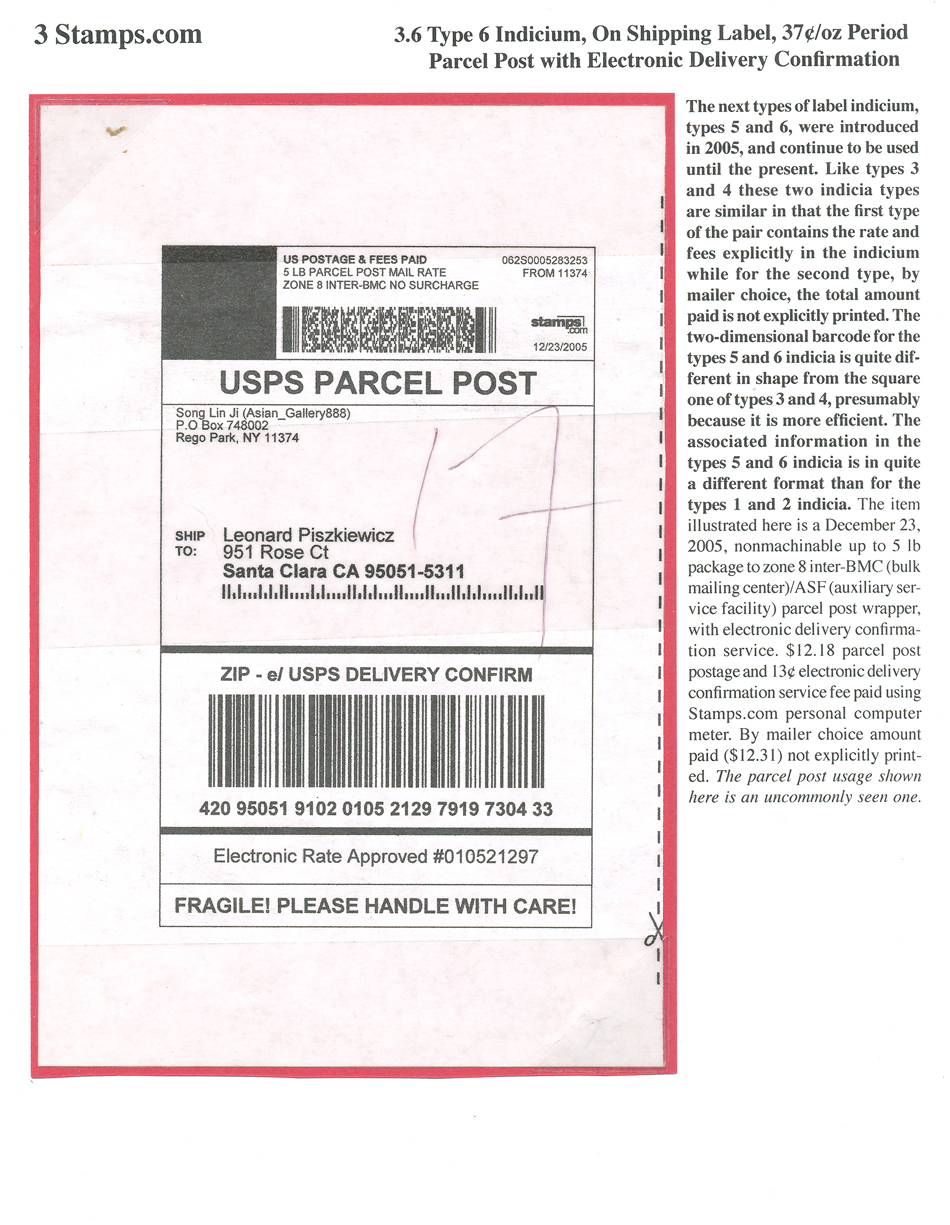 3 Stamps.com
3.6 Type 6 Indicium, On Shipping Label, 37¢/oz Period
Parcel Post with Electronic Delivery Confirmation
US POSTAGE & FEES PAID
5 LB PARCEL POST MAIL RATE
ZONE 8 INTER-BMC NO SURCHARGE
062S0005283253
FROM 11374
stamps
.com
12/23/2005
USPS PARCEL POST
Song Lin Ji (Asian_Gallery888)
P.O Box 748002
Rego Park, NY 11374
17
SHIP
TO:
Leonard Piszkiewicz
951 Rose Ct
Santa Clara CA 95051-5311
ZIP - e/ USPS DELIVERY CONFIRM
420 95051 9102 0105 2129 7919 7304 33
Electronic Rate Approved #010521297
FRAGILE! PLEASE HANDLE WITH CARE!
The next types of label indicium,
types 5 and 6, were introduced
in 2005, and continue to be used
until the present. Like types 3
and 4 these two indicia types
are similar in that the first type
of the pair contains the rate and
fees explicitly in the indicium
while for the second type, by
mailer choice, the total amount
paid is not explicitly printed. The
two-dimensional barcode for the
types 5 and 6 indicia is quite dif-
ferent in shape from the square
one of types 3 and 4, presumably
because it is more efficient. The
associated information in the
types 5 and 6 indicia is in quite
a different format than for the
types 1 and 2 indicia. The item
illustrated here is a December 23,
2005, nonmachinable up to 5 lb
package to zone 8 inter-BMC (bulk
mailing center)/ASF (auxiliary ser-
vice facility) parcel post wrapper,
with electronic delivery confirma-
tion service. $12.18 parcel post
postage and 13¢ electronic delivery
confirmation service fee paid using
Stamps.com personal computer
meter. By mailer choice amount
paid ($12.31) not explicitly print-
ed. The parcel post usage shown
here is an uncommonly seen one.